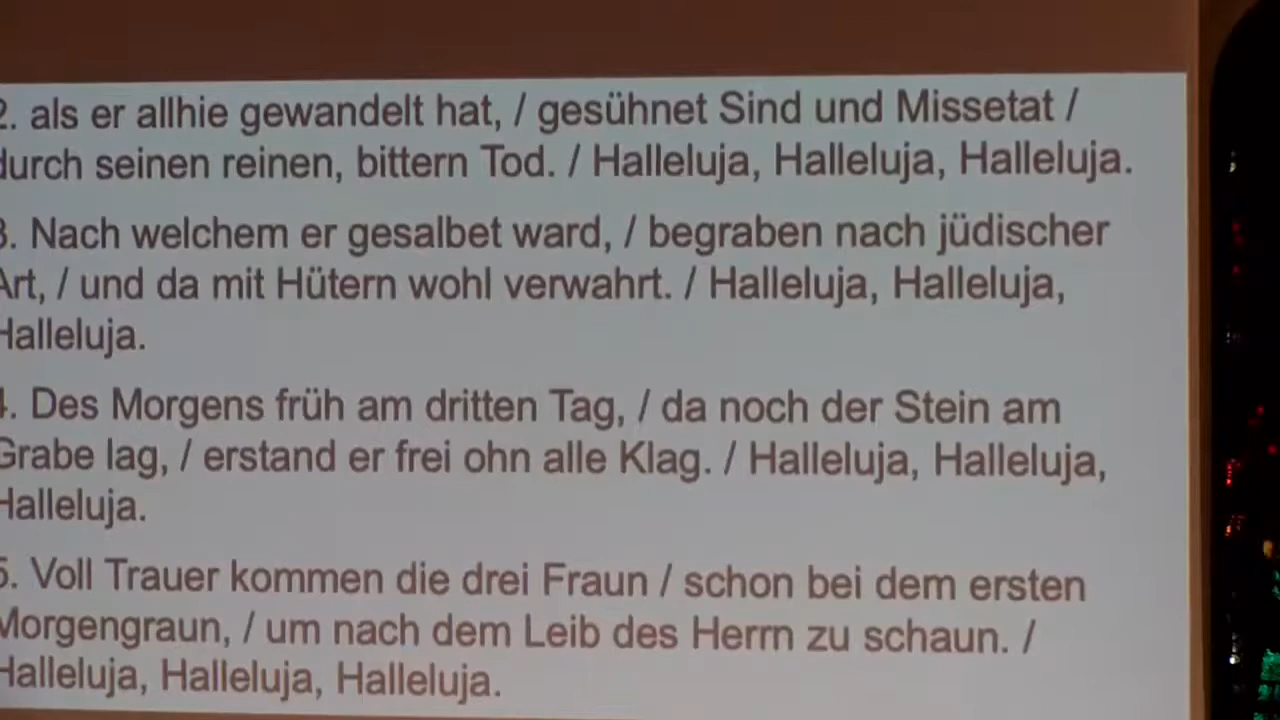 2. als er allhie gewandelt hat, / gesühnet Sind und Missetat /
durch seinen reinen, bittern Tod. / Halleluja, Halleluja, Halleluja.
3. Nach welchem er gesalbet ward, / begraben nach jüdischer
Art, / und da mit Hütern wohl verwahrt. / Halleluja, Halleluja,
Halleluja.
4. Des Morgens früh am dritten Tag, / da noch der Stein am
Grabe lag, / erstand er frei ohn alle Klag. / Halleluja, Halleluja,
Halleluja.
5. Voll Trauer kommen die drei Fraun / schon bei dem ersten
Morgengraun, / um nach dem Leib des Herrn zu schaun. /
Halleluja, Halleluja, Halleluja.